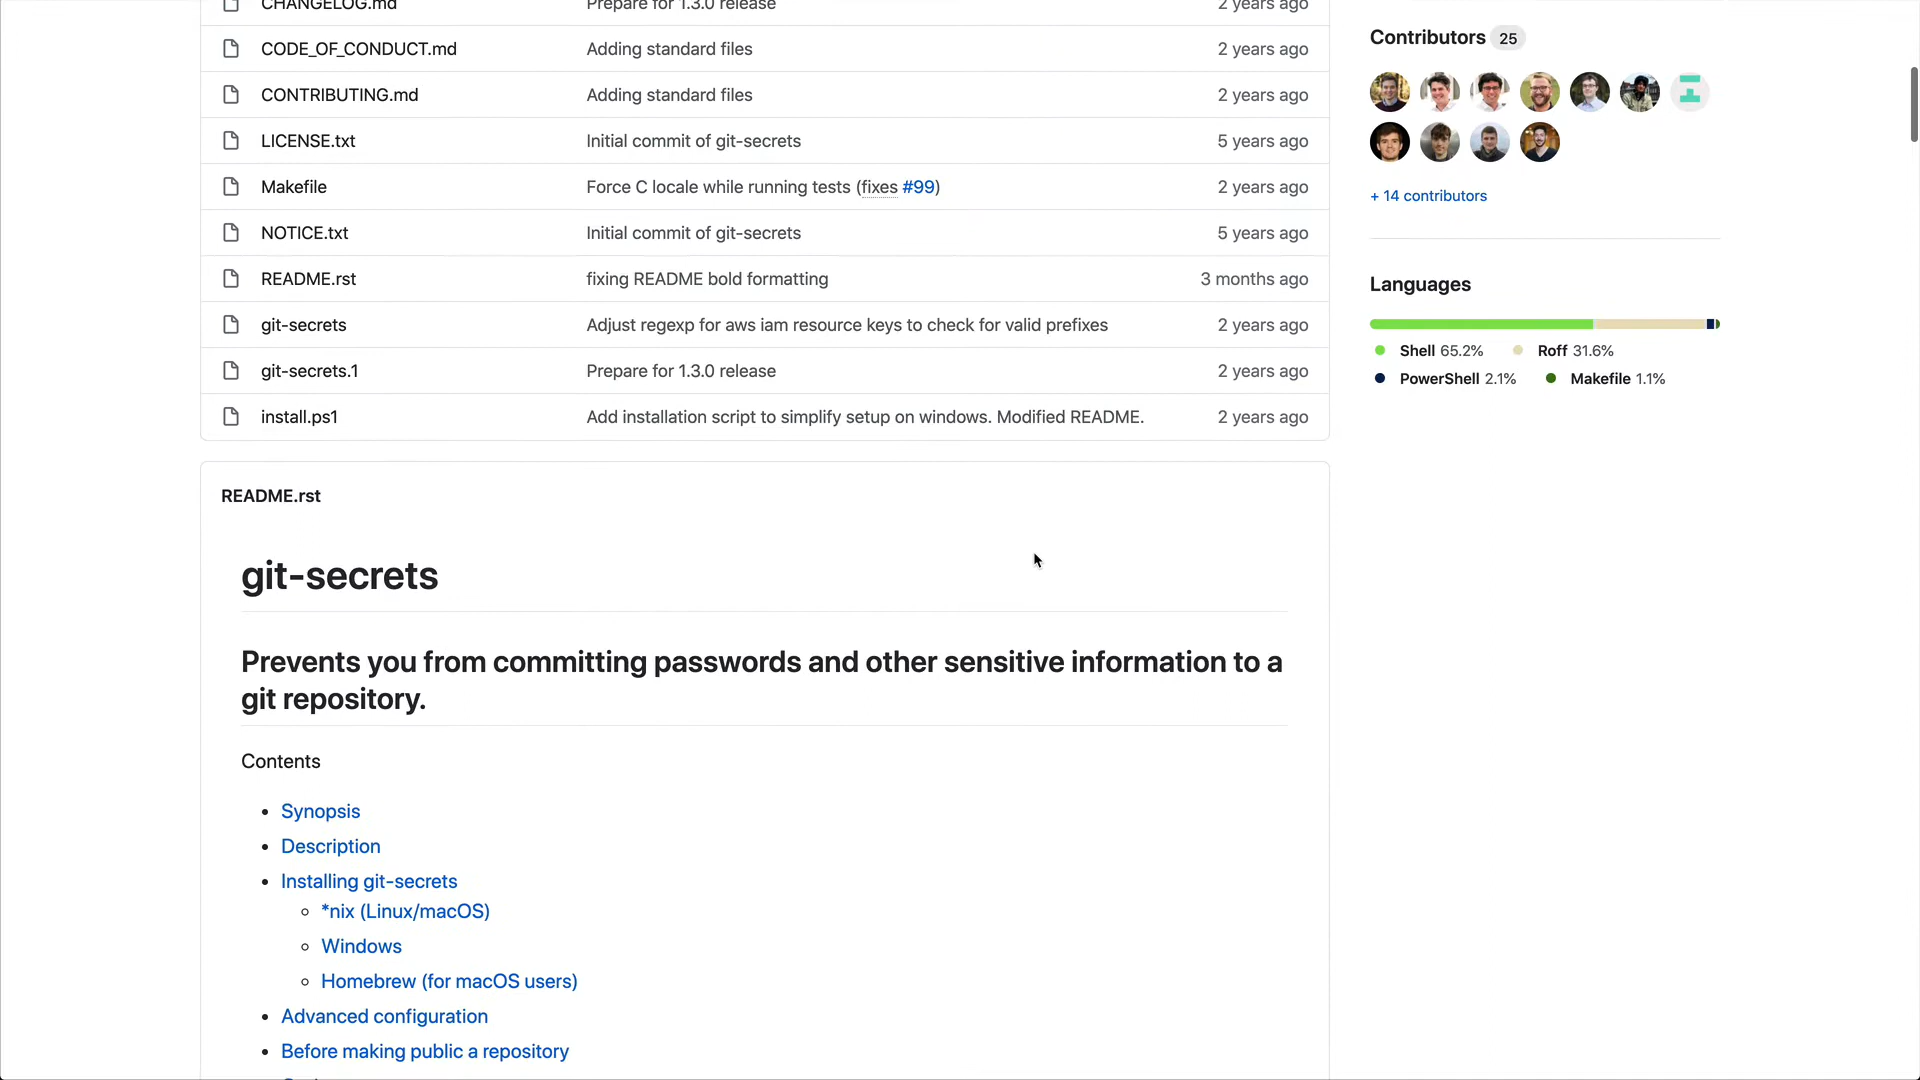 CHANGELOG.md Prepare for 1.3.0 release 2 years ago
CODE_OF_CONDUCT.md Adding standard files 2 years ago
CONTRIBUTING.md Adding standard files 2 years ago
LICENSE.txt Initial commit of git-secrets 5 years ago
Makefile Force C locale while running tests (fixes #99) 2 years ago
NOTICE.txt Initial commit of git-secrets 5 years ago
README.rst fixing README bold formatting 3 months ago
git-secrets Adjust regexp for aws iam resource keys to check for valid prefixes 2 years ago
git-secrets.1 Prepare for 1.3.0 release 2 years ago
install.ps1 Add installation script to simplify setup on windows. Modified README. 2 years ago
README.rst
git-secrets
Prevents you from committing passwords and other sensitive information to a
git repository.
Contents
• Synopsis
• Description
• Installing git-secrets
◦ *nix (Linux/macOS)
◦ Windows
◦ Homebrew (for macOS users)
• Advanced configuration
• Before making public a repository
Contributors 25
+ 14 contributors
Languages
Shell 65.2% Roff 31.6%
PowerShell 2.1% Makefile 1.1%